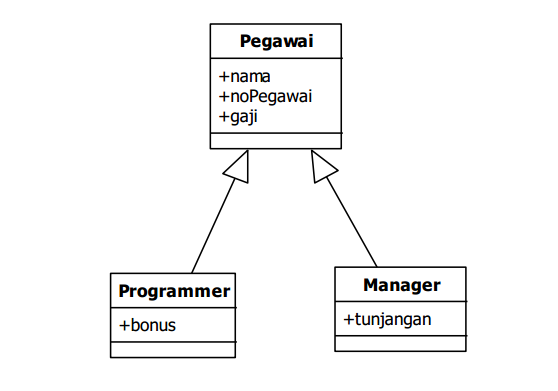 Pegawai
+nama
+noPegawai
+gaji
Programmer
+bonus
Manager
+tunjangan